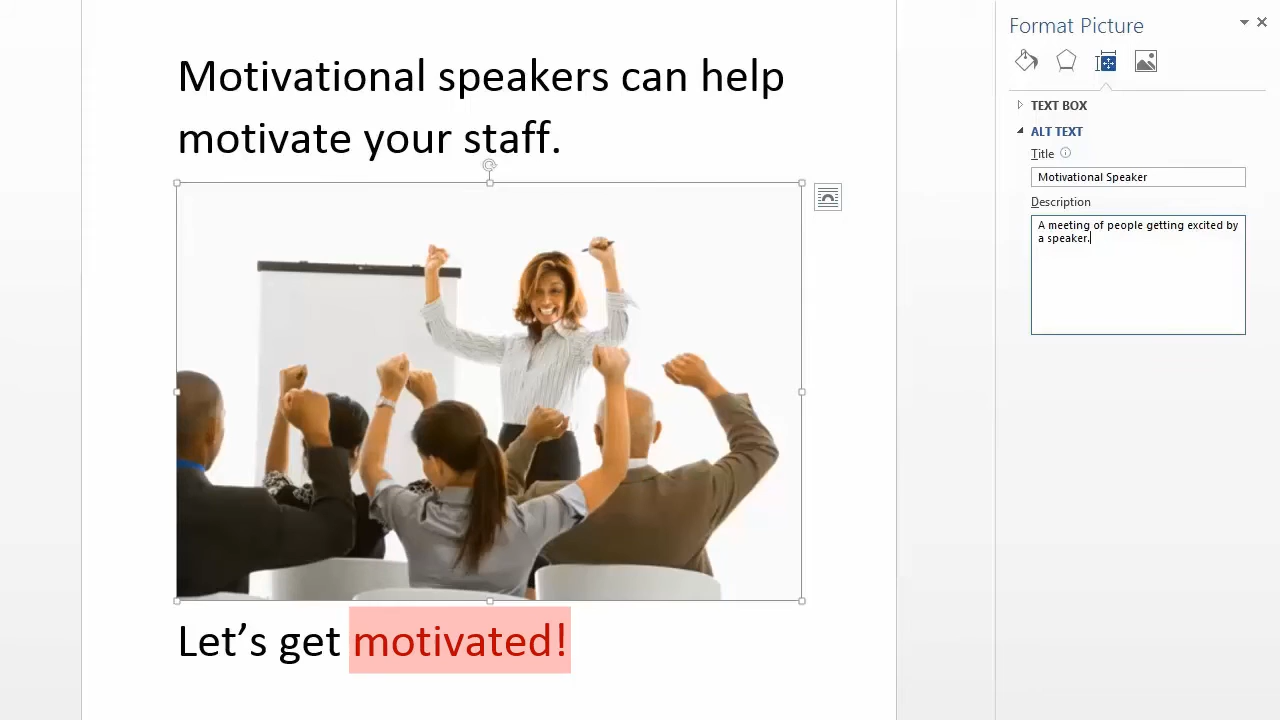 Motivational speakers can help
motivate your staff.
Let's get motivated!
Format Picture
TEXT BOX
ALT TEXT
Title
Motivational Speaker
Description
A meeting of people getting excited by
a speaker.